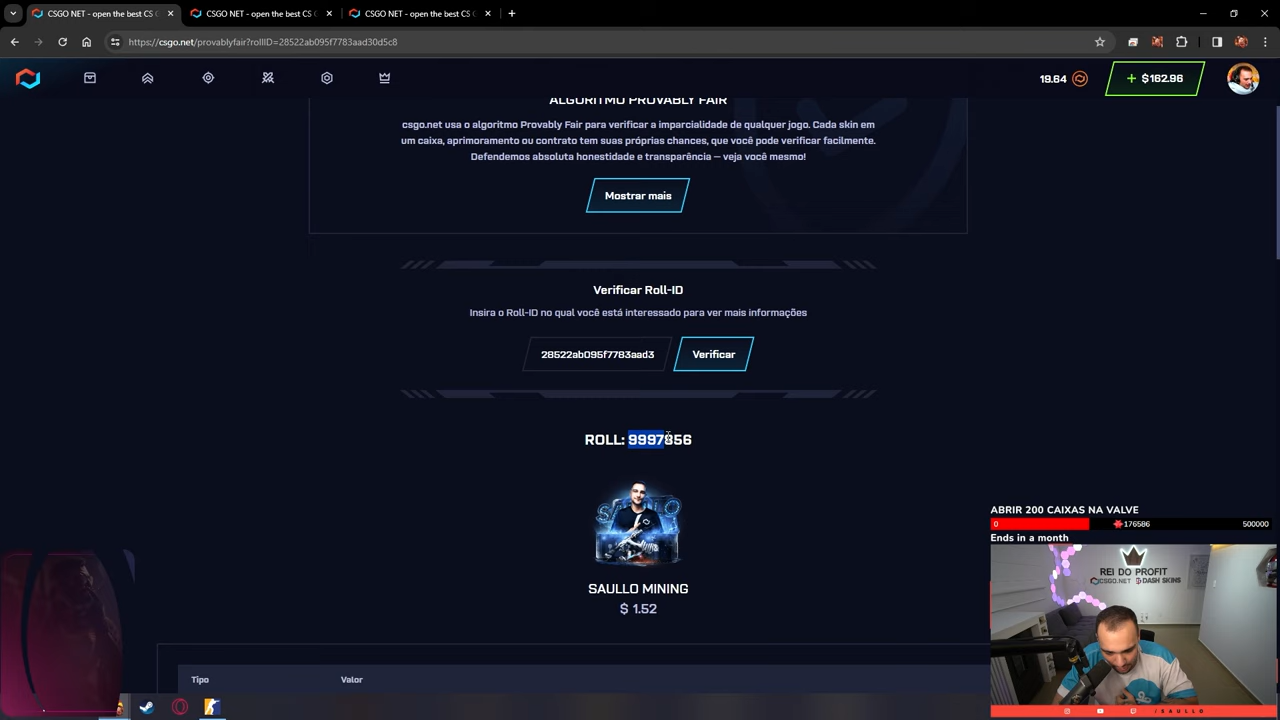 CSGO NET - open the best CS
CSGO NET - open the best CS C
CSGO NET - open the best CS C
https://csgo.net/provablyfair?rollID=28522ab095f7783aad30d5c8
19.64
+ $162.96
ALGORITMO PROVABLY FAIR
csgo.net usa o algoritmo Provably Fair para verificar a imparcialidade de qualquer jogo. Cada skin em
um caixa, aprimoramento ou contrato tem suas próprias chances, que você pode verificar facilmente.
Defendemos absoluta honestidade e transparência — veja você mesmo!
Mostrar mais
Verificar Roll-ID
Insira o Roll-ID no qual você está interessado para ver mais informações
28522ab095f7783aad3
Verificar
ROLL: 9997856
SAULLO
SAULLO MINING
$ 1.52
Tipo
Valor
ABRIR 200 CAIXAS NA VALVE
0
176586
500000
Ends in a month
REI DO PROFIT
CSGO.NET
DASH SKINS
/SAULLO